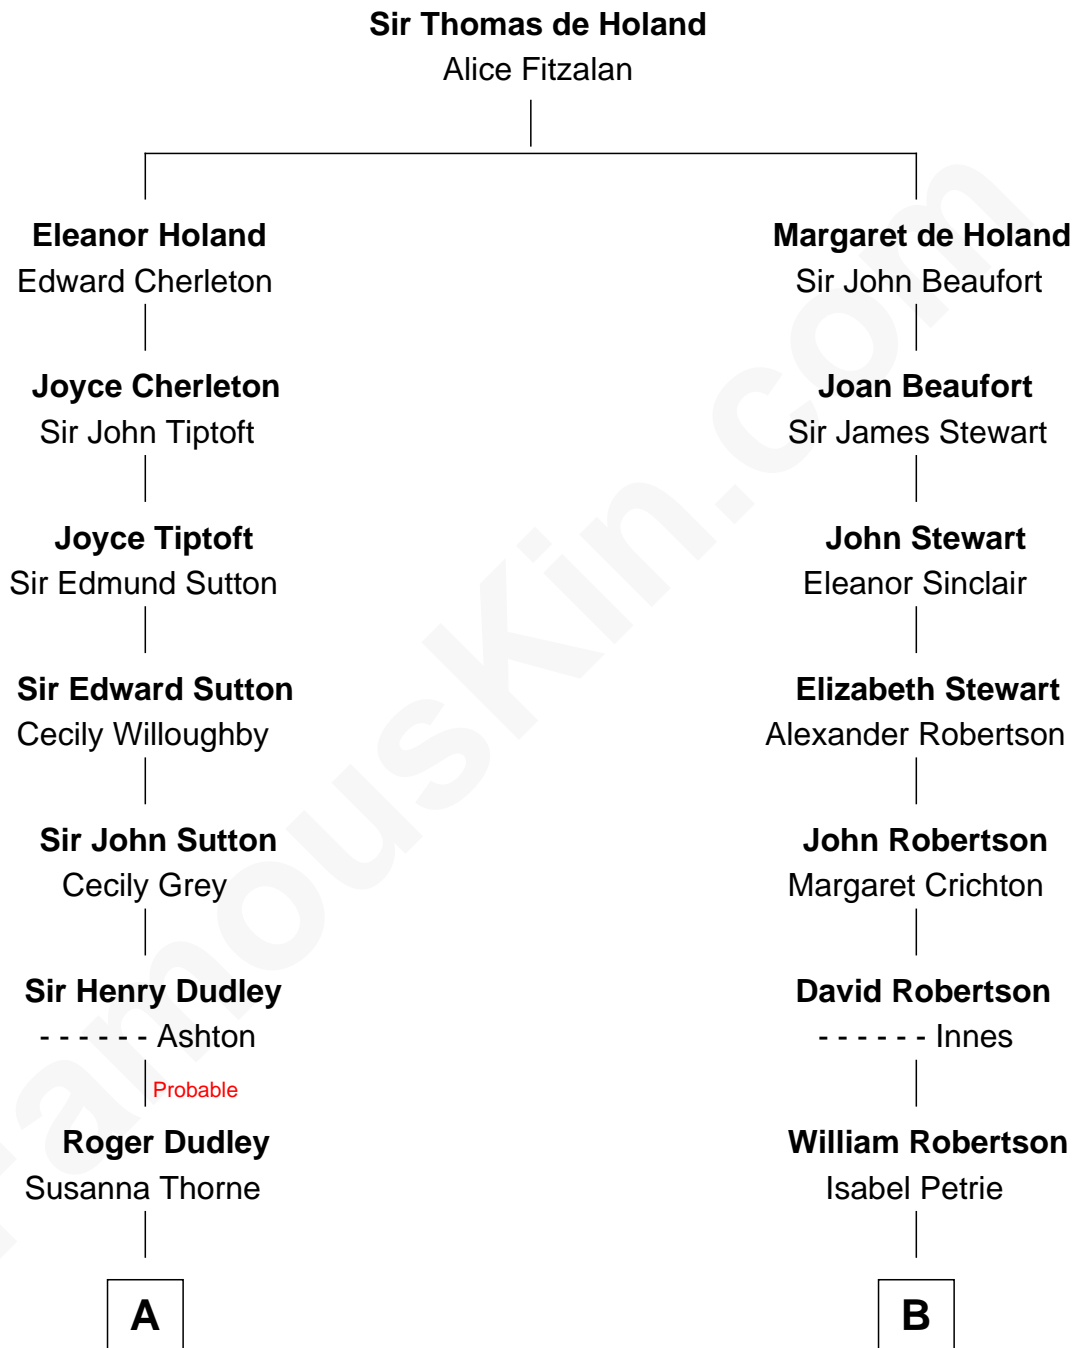 Sir Thomas de Holand
Alice Fitzalan
Eleanor Holand
Edward Cherleton
Margaret de Holand
Sir John Beaufort
Joyce Cherleton
Sir John Tiptoft
Joan Beaufort
Sir James Stewart
Joyce Tiptoft
Sir Edmund Sutton
John Stewart
Eleanor Sinclair
Sir Edward Sutton
Cecily Willoughby
Elizabeth Stewart
Alexander Robertson
Sir John Sutton
Cecily Grey
John Robertson
Margaret Crichton
Sir Henry Dudley
- - - - - - Ashton
David Robertson
- - - - - - Innes
Probable
Roger Dudley
Susanna Thorne
William Robertson
Isabel Petrie
A
B
FamousKin.com